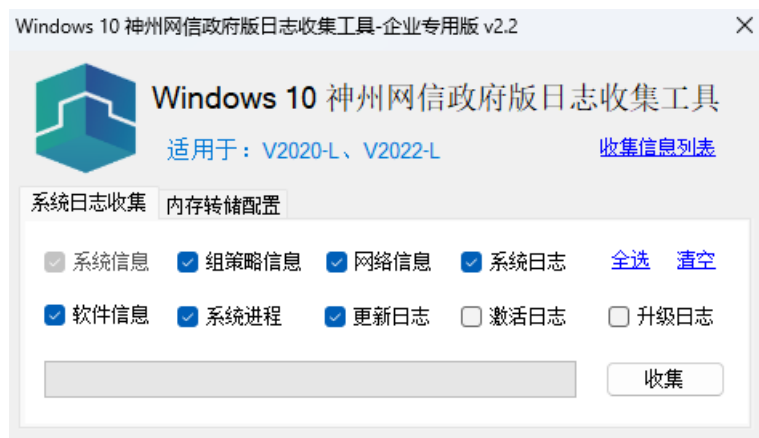 Windows 10 神州网信政府版日志收集工具-企业专用版 v2.2
Windows 10 神州网信政府版日志收集工具
适用于：V2020-L、V2022-L
收集信息列表
系统日志收集 内存转储配置
系统信息 组策略信息 网络信息 系统日志 全选 清空
软件信息 系统进程 更新日志 激活日志 升级日志
收集